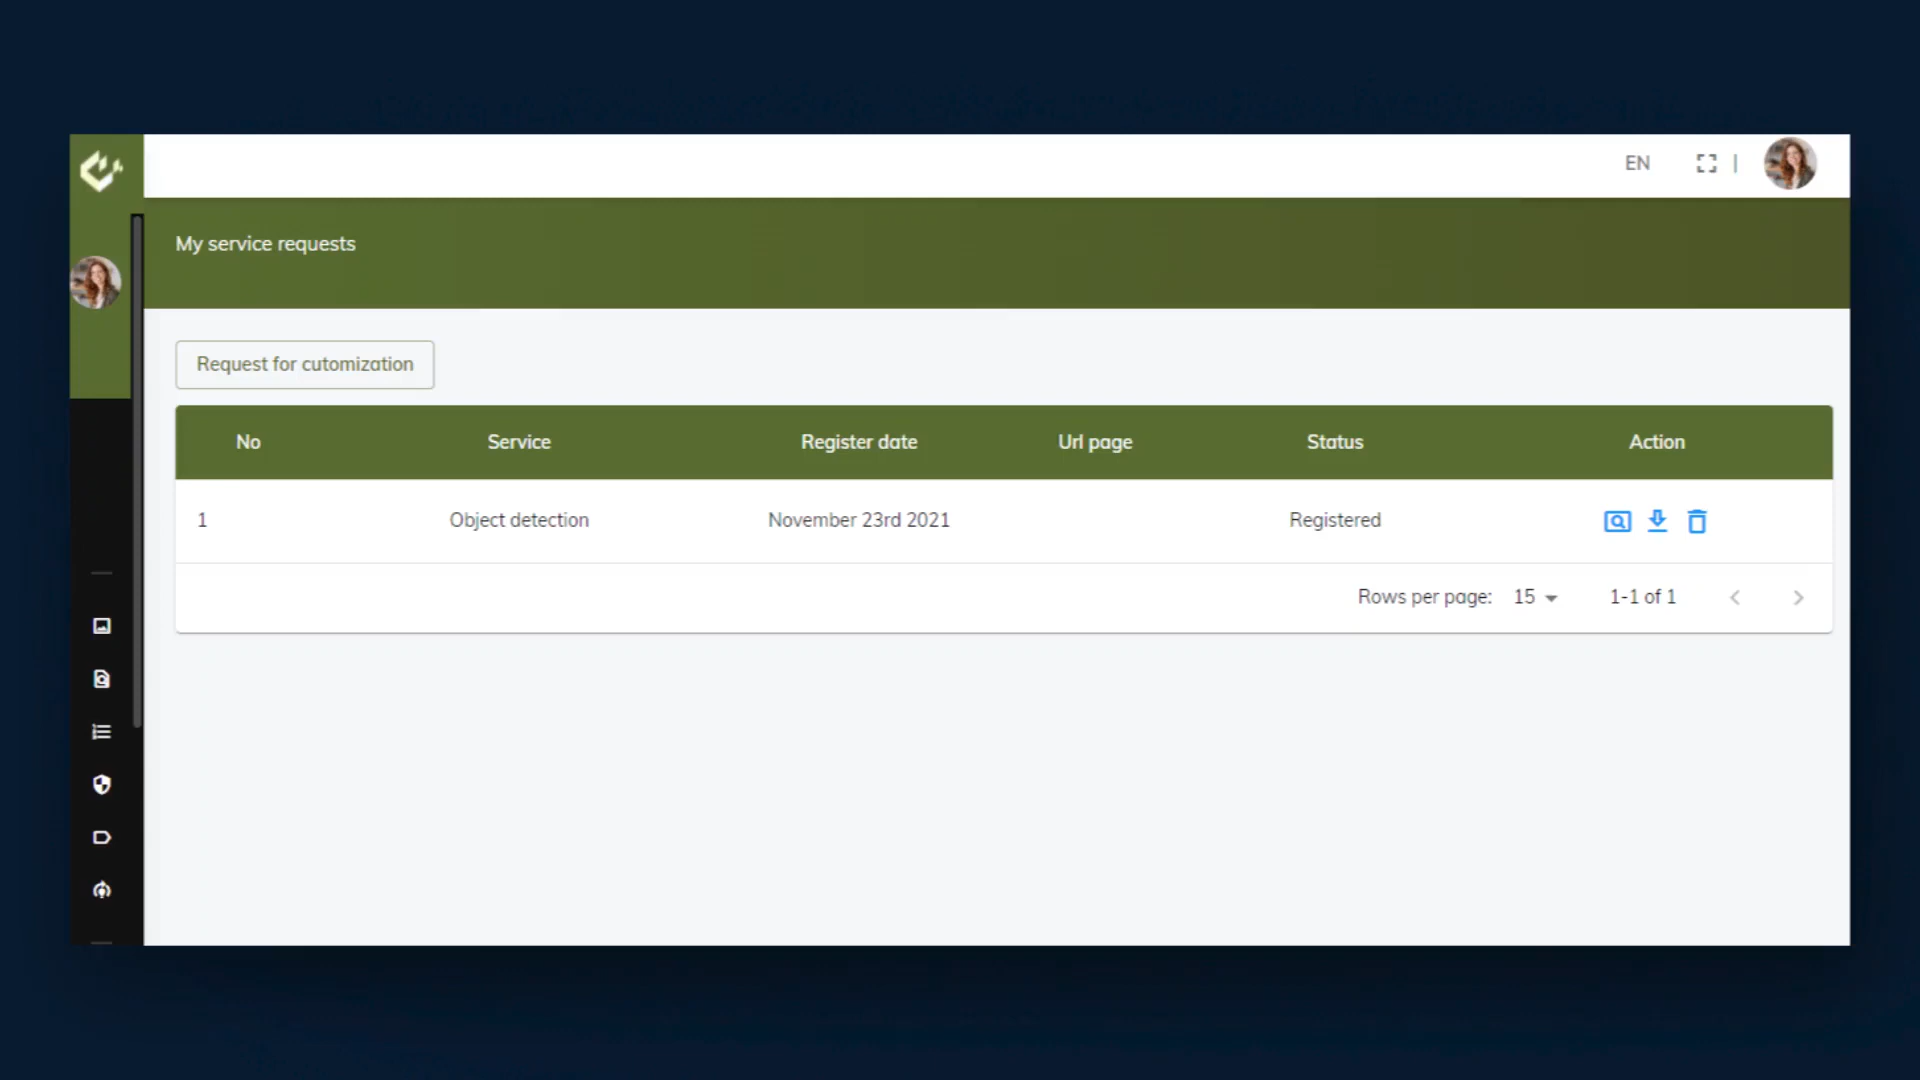 EN
My service requests
Request for cutomization
No Service Register date Url page Status Action
1 Object detection November 23rd 2021 Registered
Rows per page: 15 1-1 of 1